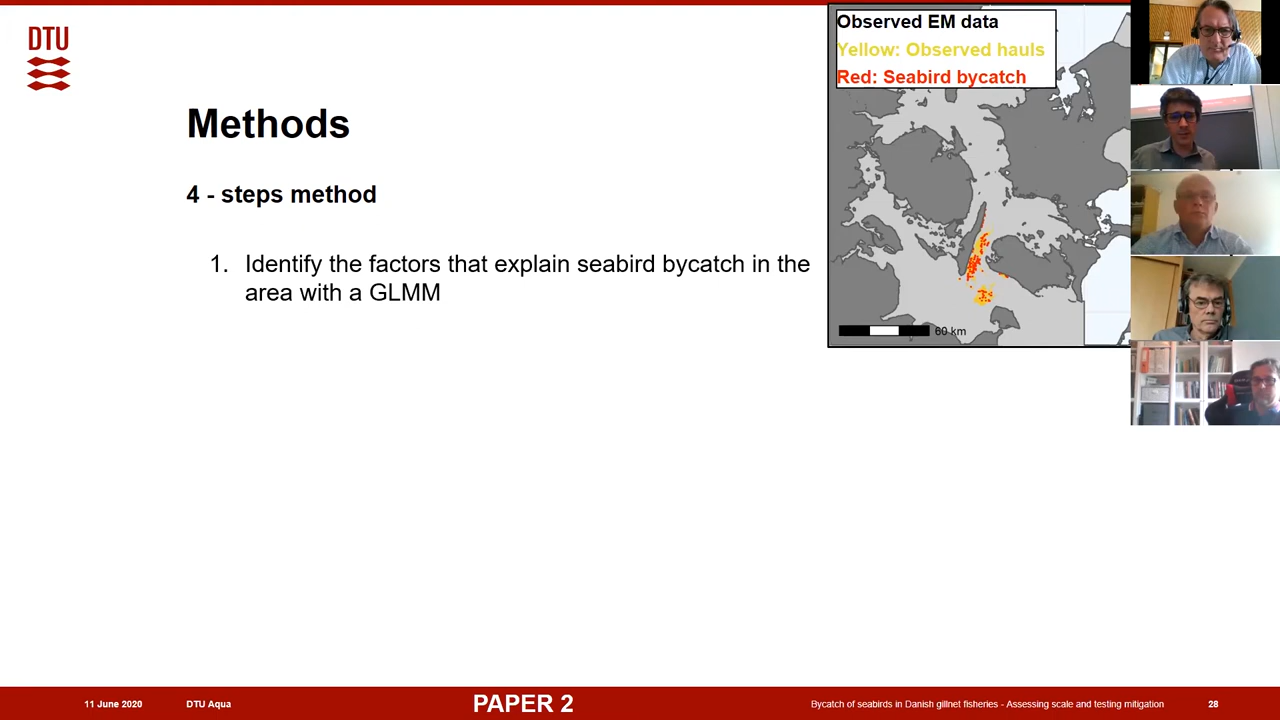 DTU
Observed EM data
Yellow: Observed hauls
Red: Seabird bycatch
Methods
4 - steps method
1. Identify the factors that explain seabird bycatch in the
area with a GLMM
60 km
11 June 2020
DTU Aqua
PAPER 2
Bycatch of seabirds in Danish gillnet fisheries - Assessing scale and testing mitigation
28